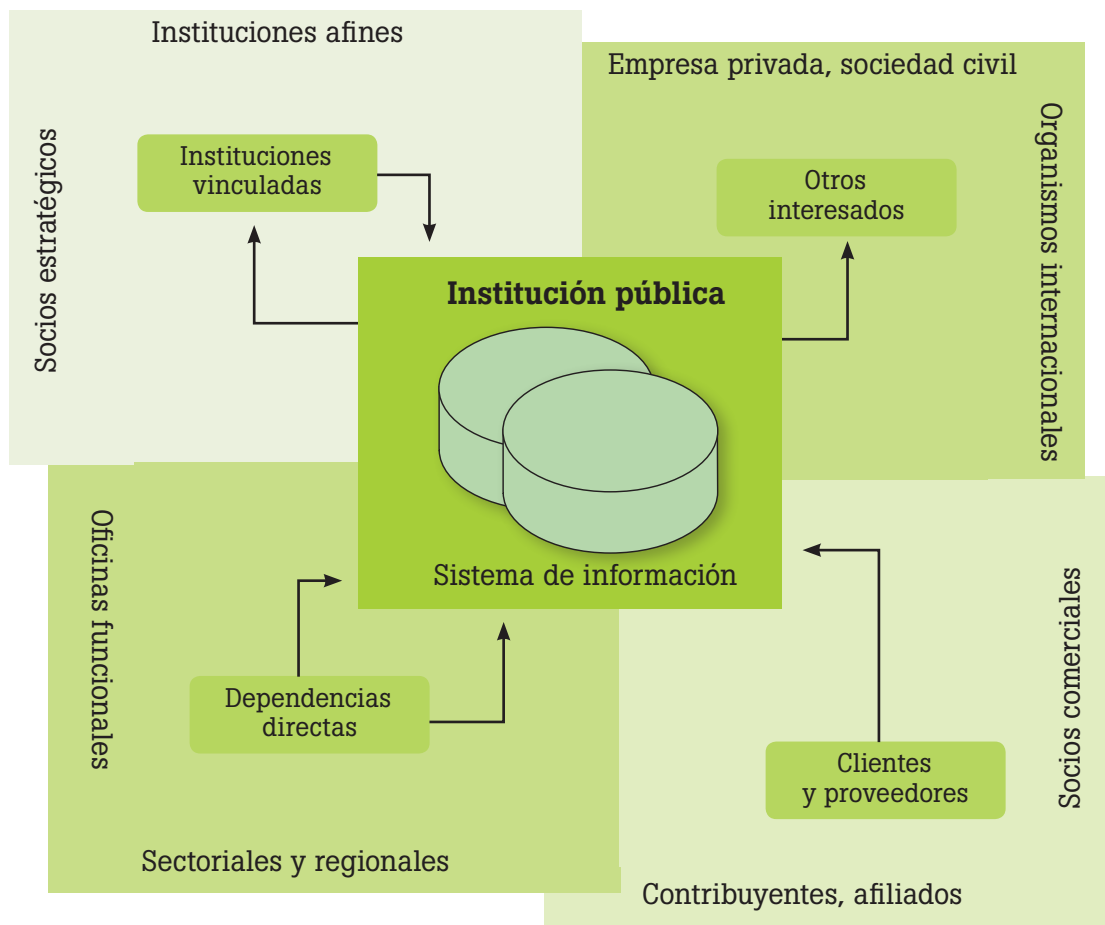 Instituciones afines
Empresa privada, sociedad civil
Socios estratégicos
Instituciones
vinculadas
Otros
interesados
Organismos internacionales
Institución pública
Sistema de información
Oficinas funcionales
Dependencias
directas
Sectoriales y regionales
Clientes
y proveedores
Socios comerciales
Contribuyentes, afiliados